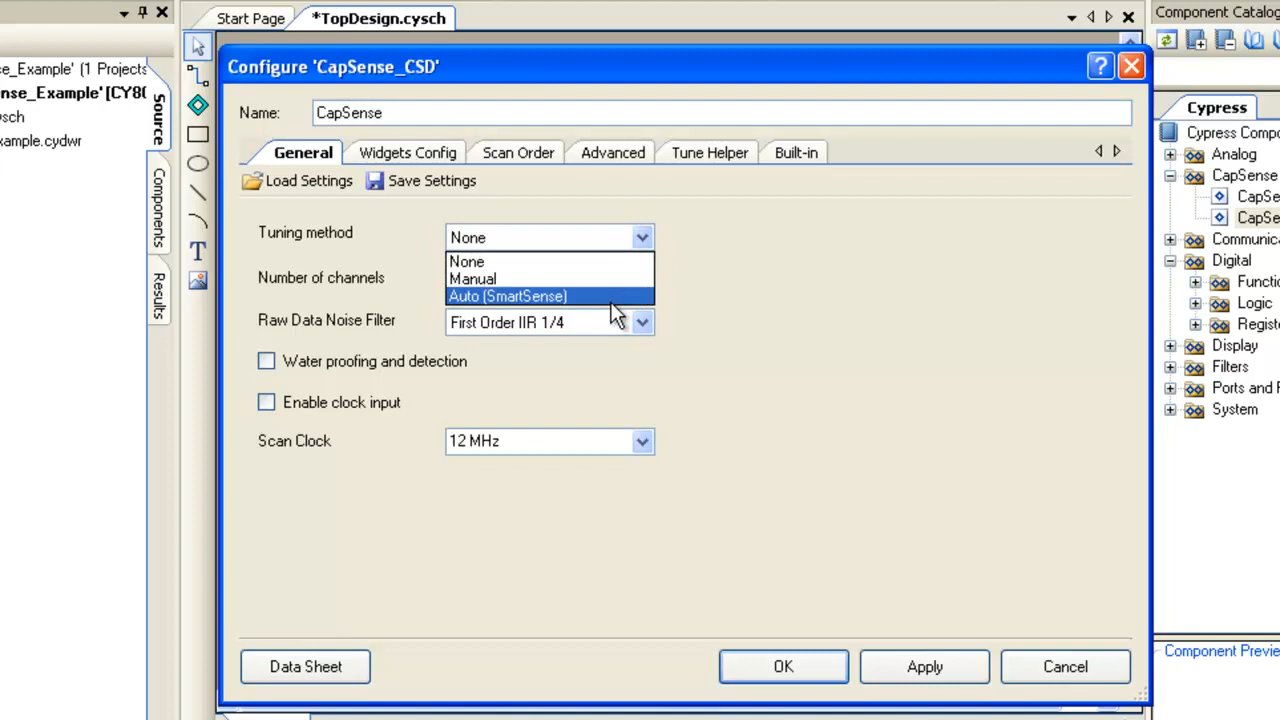 Start Page
*TopDesign.cysch
Component Catalog
ce_Example' (1 Projects
ense_Example' [CY8C
ysch
xample.cydwr
Source
Components
Results
Configure 'CapSense_CSD'
Name: CapSense
General Widgets Config Scan Order Advanced Tune Helper Built-in
Load Settings Save Settings
Tuning method None
None
Manual
Auto (SmartSense)
Number of channels
Raw Data Noise Filter First Order IIR 1/4
Water proofing and detection
Enable clock input
Scan Clock 12 MHz
Data Sheet OK Apply Cancel
Cypress
Cypress Compo
Analog
CapSense
CapSe
CapSe
Communica
Digital
Functio
Logic
Registe
Display
Filters
Ports and F
System
Component Previe